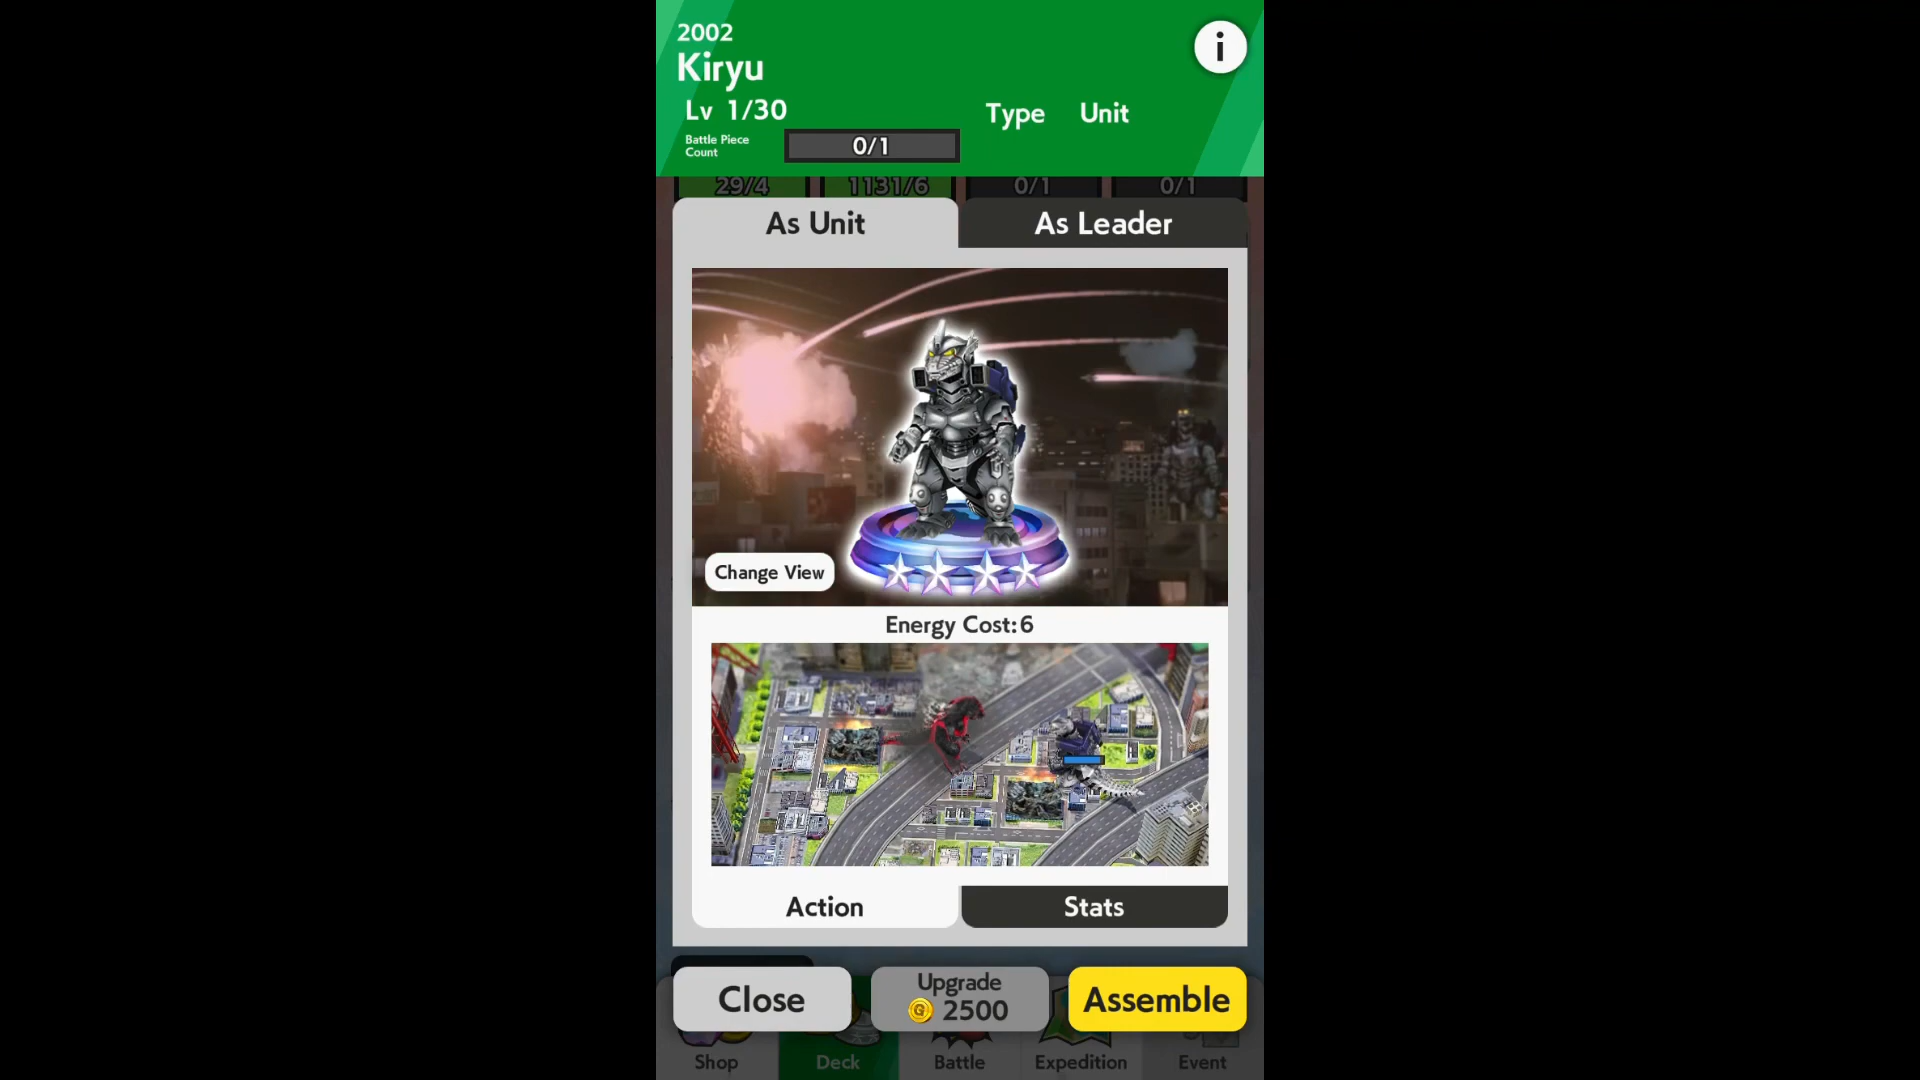 2002
Kiryu
Lv 1/30
Type Unit
Battle Piece
Count
0/1
29/4 1131/6 0/1 0/1
As Unit As Leader
Change View
Energy Cost:6
Action Stats
Close
Upgrade
G 2500
Assemble
Shop Deck Battle Expedition Event